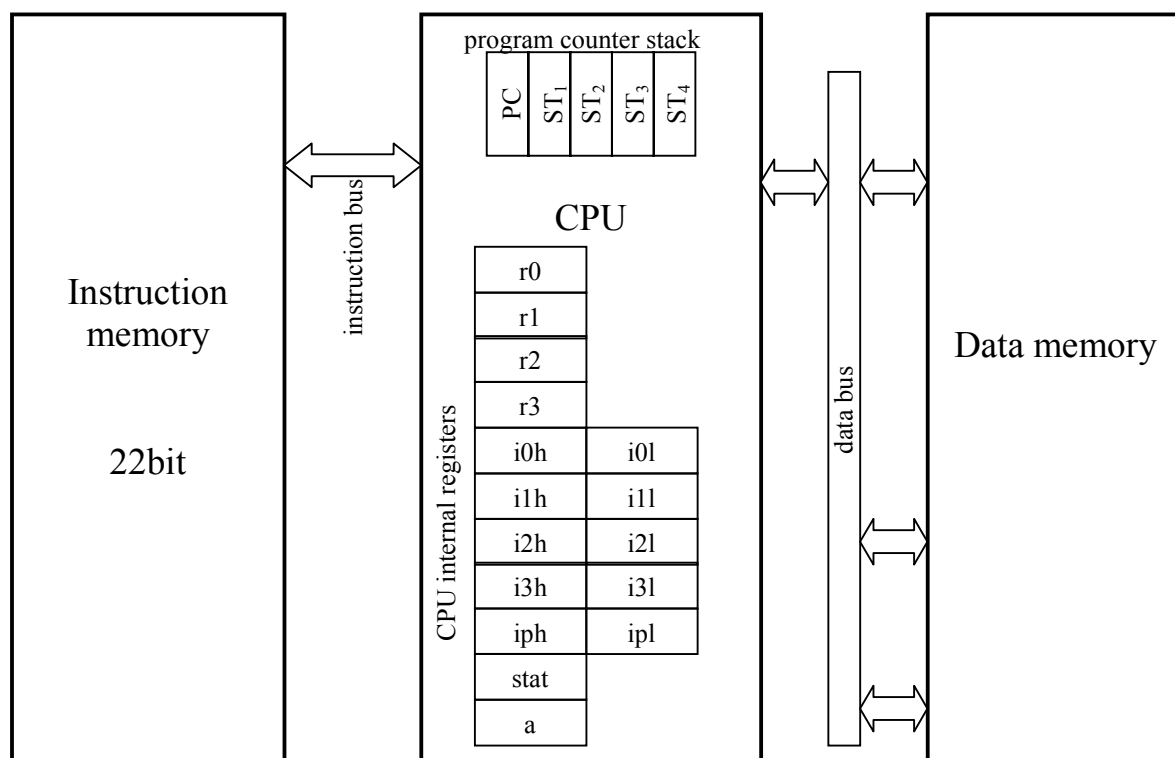 program counter stack
PC
ST1
ST2
ST3
ST4
instruction bus
CPU
Instruction
memory
22bit
CPU internal registers
r0
r1
r2
r3
i0h i0l
i1h i1l
i2h i2l
i3h i3l
iph ipl
stat
a
data bus
Data memory